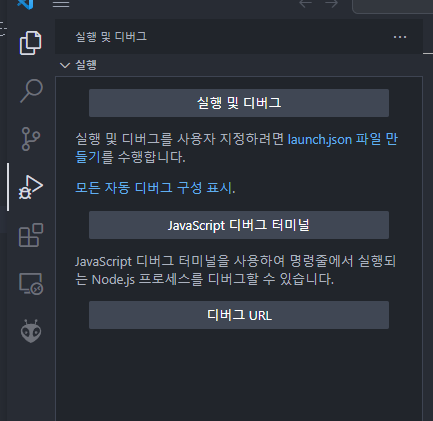 실행 및 디버그
실행
실행 및 디버그
실행 및 디버그를 사용자 지정하려면 launch.json 파일 만
들기를 수행합니다.
모든 자동 디버그 구성 표시.
JavaScript 디버그 터미널
JavaScript 디버그 터미널을 사용하여 명령줄에서 실행되
는 Node.js 프로세스를 디버그할 수 있습니다.
디버그 URL